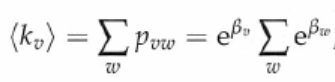 ⟨k_v⟩ = ∑_w p_{vw} = e^{β_v} ∑_w e^{β_w}